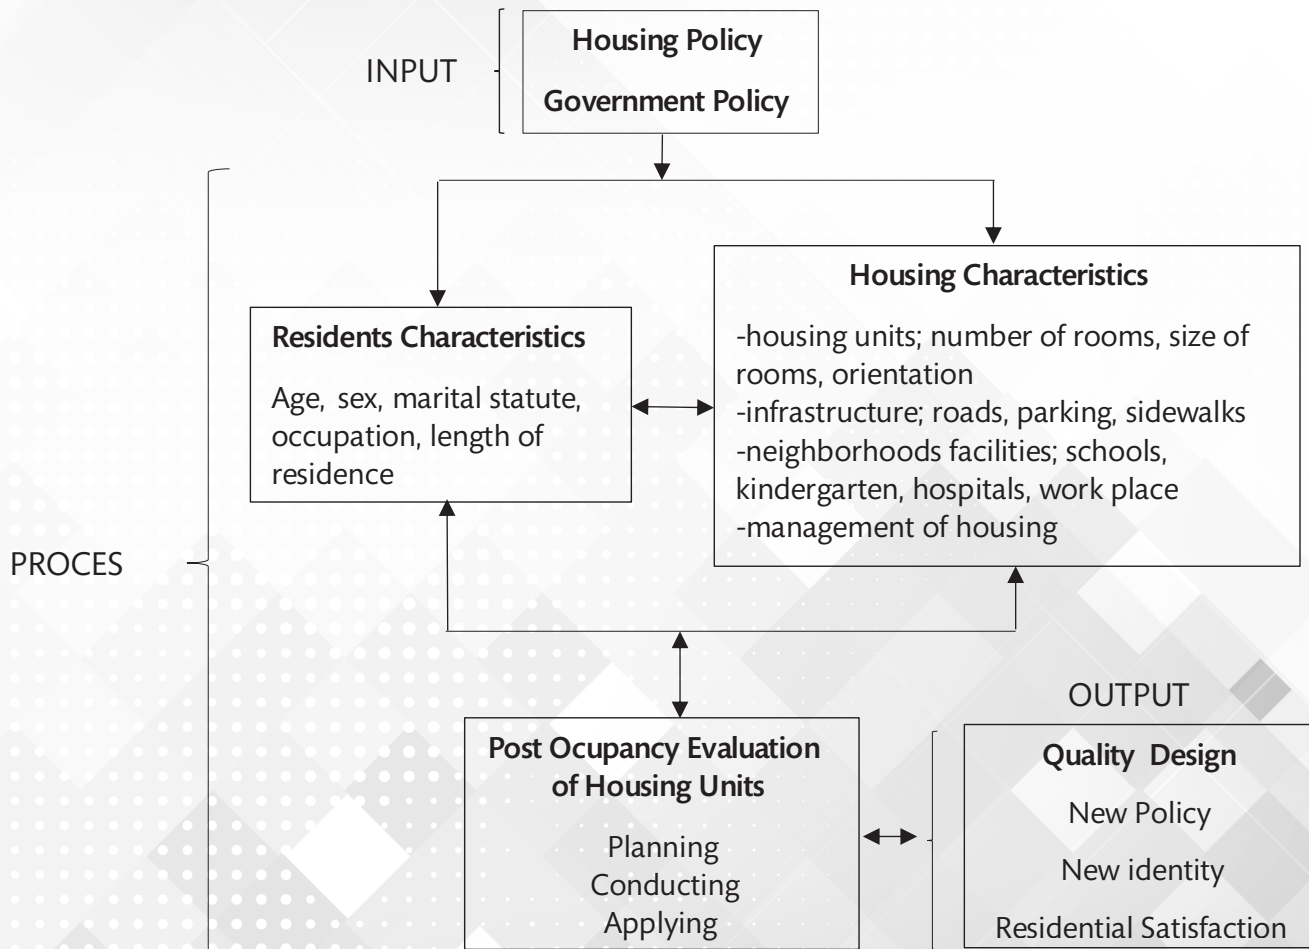 INPUT
Housing Policy
Government Policy
Housing Characteristics
-housing units; number of rooms, size of
rooms, orientation
-infrastructure; roads, parking, sidewalks
-neighborhoods facilities; schools,
kindergarten, hospitals, work place
-management of housing
Residents Characteristics
Age, sex, marital statute,
occupation, length of
residence
PROCES
Post Ocupancy Evaluation
of Housing Units
Planning
Conducting
Applying
OUTPUT
Quality Design
New Policy
New identity
Residential Satisfaction